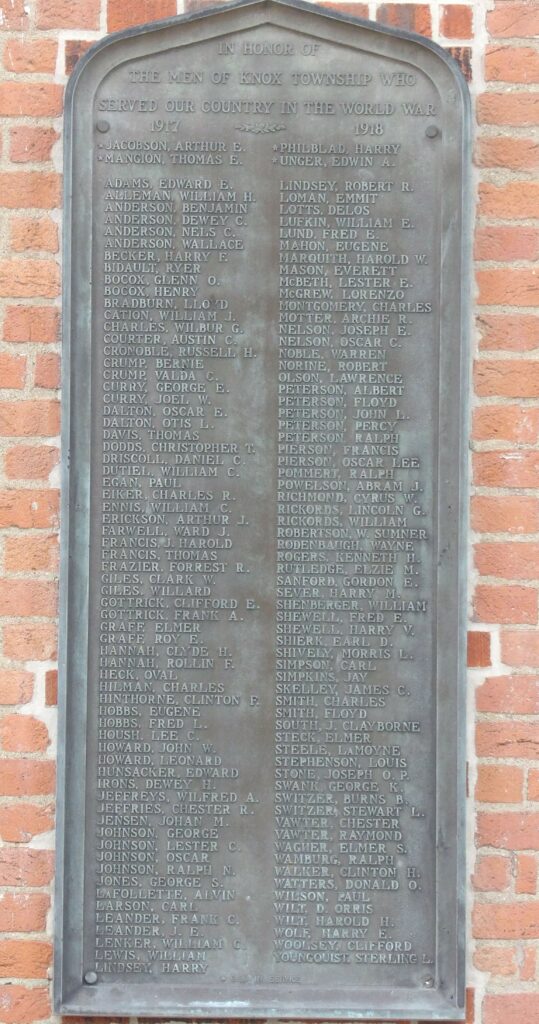 IN HONOR OF
THE MEN OF KNOX TOWNSHIP WHO
SERVED OUR COUNTRY IN THE WORLD WAR
1917 1918
*JACOBSON, ARTHUR E.
*MANGION, THOMAS E.
*PHILBLAD, HARRY
*UNGER, EDWIN A.
ADAMS, EDWARD E.
ALLEMAN, WILLIAM H.
ANDERSON, BENJAMIN
ANDERSON, DEWEY C.
ANDERSON, NELS C.
ANDERSON, WALLACE
BECKER, HARRY F.
BIDAULT, RYER
BOCOX, GLENN O.
BOCOX, HENRY
BRADBURN, LLOYD
CATION, WILLIAM J.
CHARLES, WILBUR G.
COURTER, AUSTIN C.
CRONOBLE, RUSSELL H.
CRUMP, BERNIE
CRUMP, VALDA C.
CURRY, GEORGE E.
CURRY, JOEL W.
DALTON, OSCAR E.
DALTON, OTIS L.
DAVIS, THOMAS
DODDS, CHRISTOPHER T.
DRISCOLL, DANIEL C.
DUTIEL, WILLIAM C.
EGAN, PAUL
EIKER, CHARLES R.
ENNIS, WILLIAM C.
ERICKSON, ARTHUR J.
FARWELL, WARD J.
FRANCIS, J. HAROLD
FRANCIS, THOMAS
FRAZIER, FORREST R.
GILES, CLARK W.
GILES, WILLARD
GOTTRICK, CLIFFORD E.
GOTTRICK, FRANK A.
GRAFF, ELMER
GRAFF, ROY E.
HANNAH, CLYDE H.
HANNAH, ROLLIN F.
HECK, OVAL
HILMAN, CHARLES
HINTHORNE, CLINTON F.
HOBBS, EUGENE
HOBBS, FRED L.
HOUSH, LEE C.
HOWARD, JOHN W.
HOWARD, LEONARD
HUNSACKER, EDWARD
IRONS, DEWEY H.
JEFFREYS, WILFRED A.
JEFFRIES, CHESTER R.
JENSEN, JOHAN M.
JOHNSON, GEORGE
JOHNSON, LESTER C.
JOHNSON, OSCAR
JOHNSON, RALPH N.
JONES, GEORGE S.
LAFOLLETTE, ALVIN
LARSON, CARL
LEANDER, FRANK C.
LEANDER, J. E.
LENKER, WILLIAM C.
LEWIS, WILLIAM
LINDSEY, HARRY
LINDSEY, ROBERT R.
LOMAN, EMMIT
LOTTS, DELOS
LUFKIN, WILLIAM E.
LUND, FRED E.
MAHON, EUGENE
MARQUITH, HAROLD W.
MASON, EVERETT
McBETH, LESTER E.
McGREW, LORENZO
MONTGOMERY, CHARLES
MOTTER, ARCHIE R.
NELSON, JOSEPH E.
NELSON, OSCAR C.
NOBLE, WARREN
NORINE, ROBERT
OLSON, LAWRENCE
PETERSON, ALBERT
PETERSON, FLOYD
PETERSON, JOHN L.
PETERSON, PERCY
PETERSON, RALPH
PIERSON, FRANCIS
PIERSON, OSCAR LEE
POMMERT, RALPH
POWELSON, ABRAM J.
RICHMOND, CYRUS W.
RICKORDS, LINCOLN G.
RICKORDS, WILLIAM
ROBERTSON, W. SUMNER
RODENBAUGH, WAYNE
ROGERS, KENNETH H.
RUTLEDGE, ELZIE M.
SANFORD, GORDON E.
SEVER, HARRY M.
SHENBERGER, WILLIAM
SHEWELL, FRED E.
SHEWELL, HARRY V.
SHIERK, EARL D.
SHIVELY, MORRIS L.
SIMPSON, CARL
SIMPKINS, JAY
SKELLEY, JAMES C.
SMITH, CHARLES
SMITH, FLOYD
SOUTH, J. CLAYBORNE
STECK, ELMER
STEELE, LAMOYNE
STEPHENSON, LOUIS
STONE, JOSEPH O. P.
SWANK, GEORGE K.
SWITZER, BURNS B.
SWITZER, STEWART L.
VAWTER, CHESTER
VAWTER, RAYMOND
WAGHER, ELMER S.
WAMBURG, RALPH
WALKER, CLINTON H.
WATTERS, DONALD O.
WILSON, PAUL
WILT, D. ORRIS
WILT, HAROLD H.
WOLF, HARRY E.
WOOLSEY, CLIFFORD
YOUNGQUIST, STERLING L.
IN SERVICE